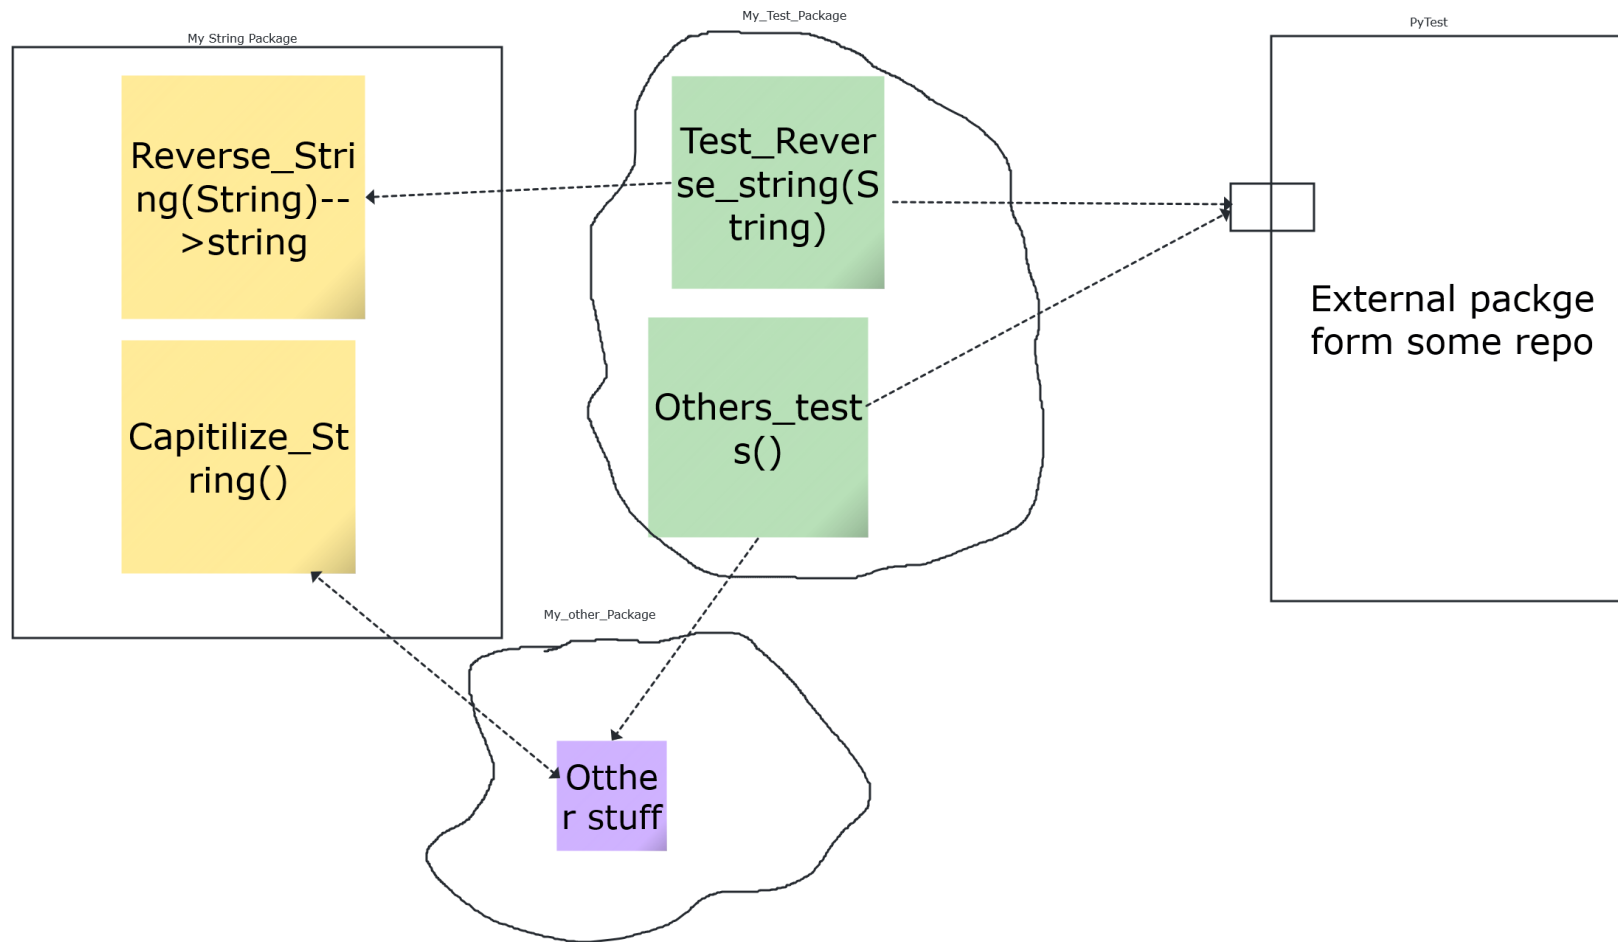 My String Package
Reverse_Stri
ng(String)--
>string
Capitilize_St
ring()
My_Test_Package
Test_Rever
se_string(S
tring)
Others_test
s()
My_other_Package
Otthe
r stuff
PyTest
External packge
form some repo